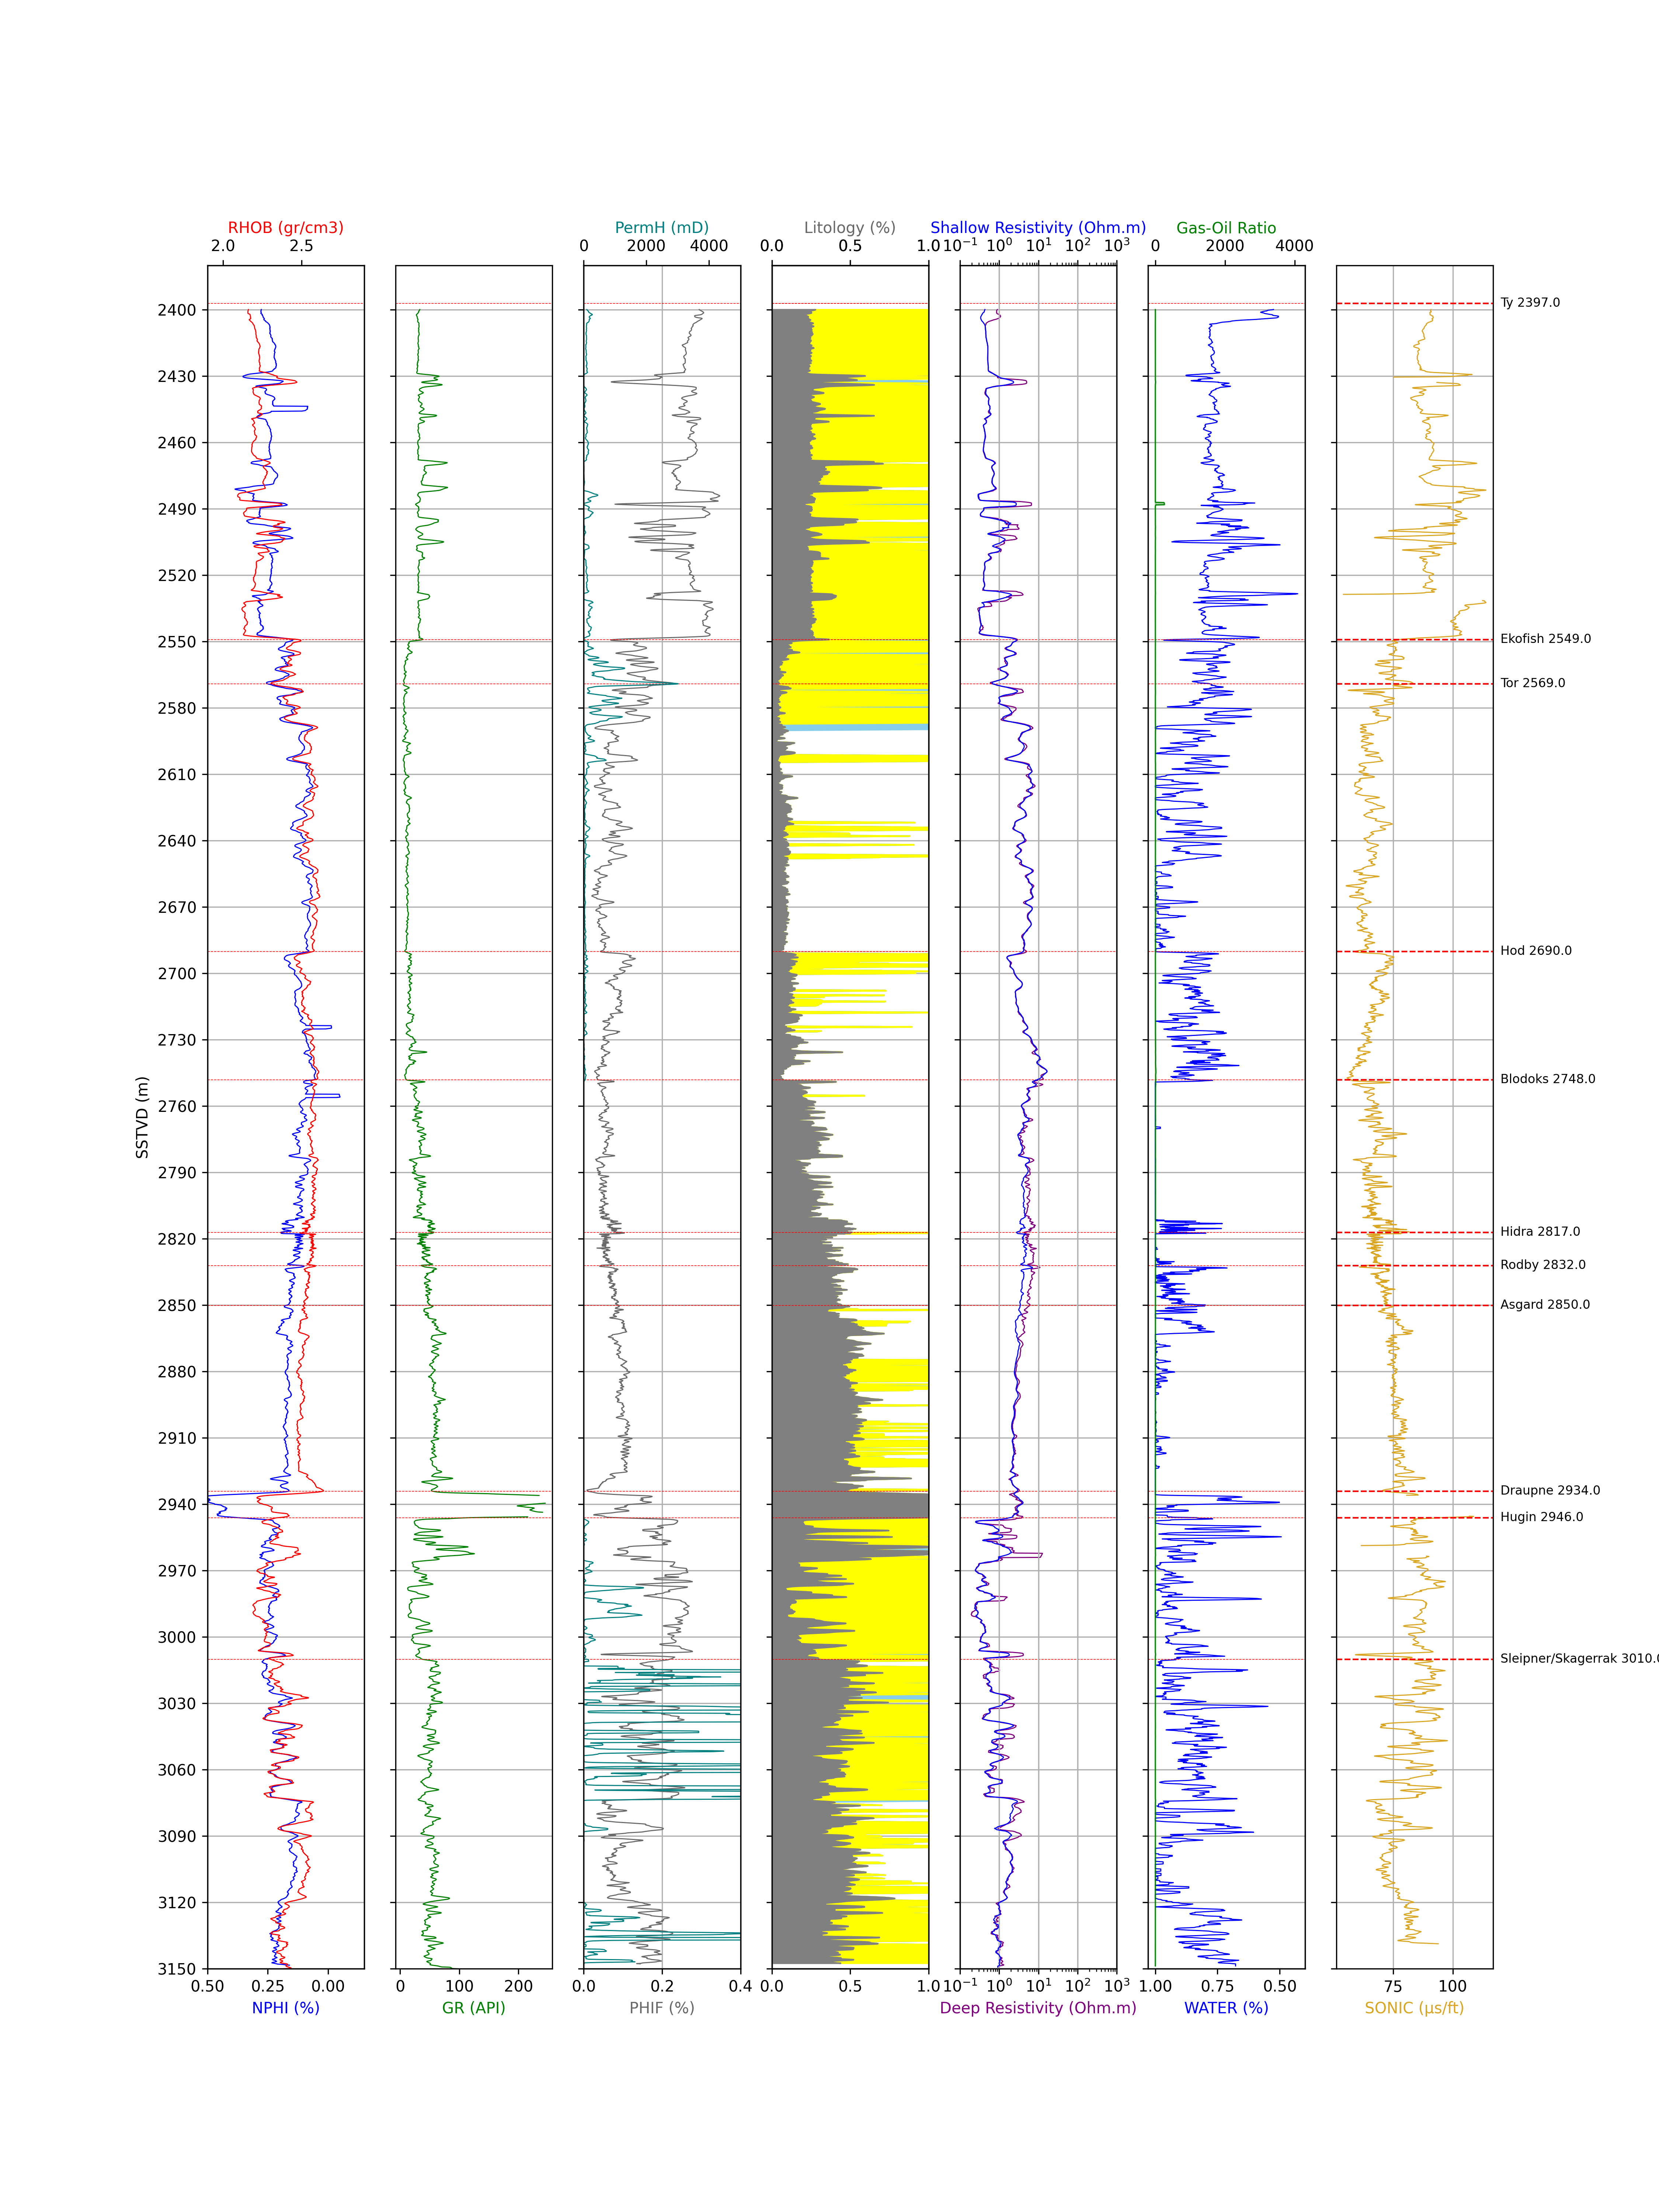 RHOB (gr/cm3) PermH (mD) Litology (%) Shallow Resistivity (Ohm.m) Gas-Oil Ratio
2.0 2.5 0 2000 4000 0.0 0.5 1.0 10⁻¹ 10⁰ 10¹ 10² 10³ 0 2000 4000
Ty 2397.0
2400
2430
2460
2490
2520
2550 Ekofish 2549.0
Tor 2569.0
2580
2610
2640
2670
Hod 2690.0
2700
2730
Blodoks 2748.0
2760
SSTVD (m)
2790
Hidra 2817.0
2820
Rodby 2832.0
2850 Asgard 2850.0
2880
2910
Draupne 2934.0
2940
Hugin 2946.0
2970
3000
Sleipner/Skagerrak 3010.0
3030
3060
3090
3120
3150
0.50 0.25 0.00 0 100 200 0.0 0.2 0.4 0.0 0.5 1.0 10⁻¹ 10⁰ 10¹ 10² 10³ 1.00 0.75 0.50 75 100
NPHI (%) GR (API) PHIF (%) Deep Resistivity (Ohm.m) WATER (%) SONIC (μs/ft)